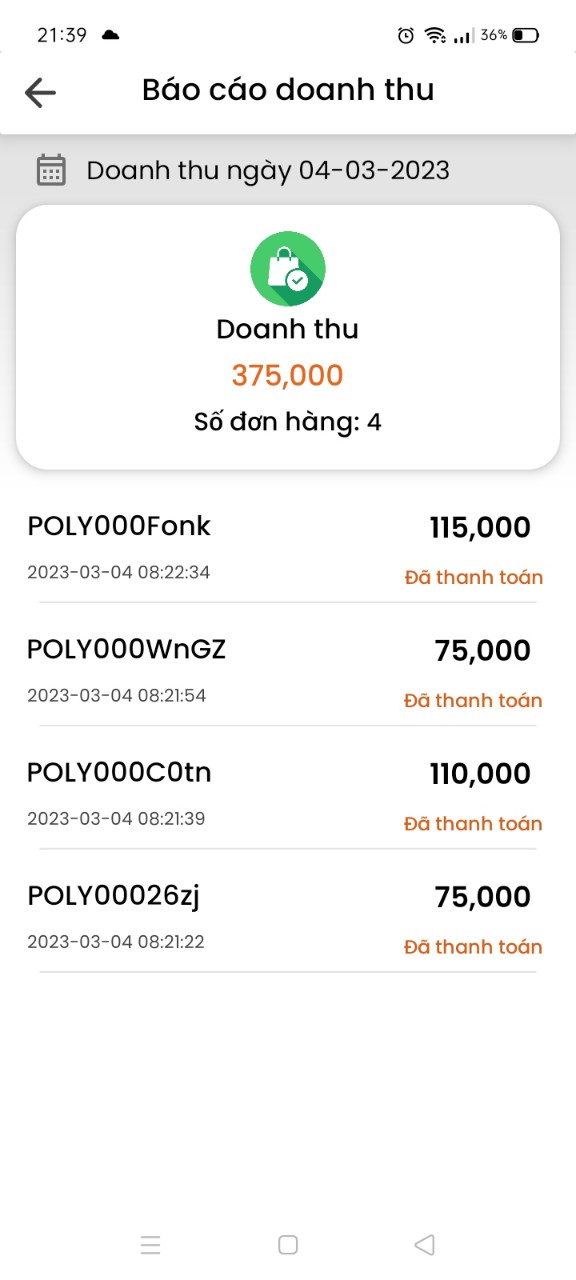 21:39
36%
Báo cáo doanh thu
Doanh thu ngày 04-03-2023
Doanh thu
375,000
Số đơn hàng: 4
POLY000Fonk
115,000
2023-03-04 08:22:34
Đã thanh toán
POLY000WnGZ
75,000
2023-03-04 08:21:54
Đã thanh toán
POLY000C0tn
110,000
2023-03-04 08:21:39
Đã thanh toán
POLY00026zj
75,000
2023-03-04 08:21:22
Đã thanh toán